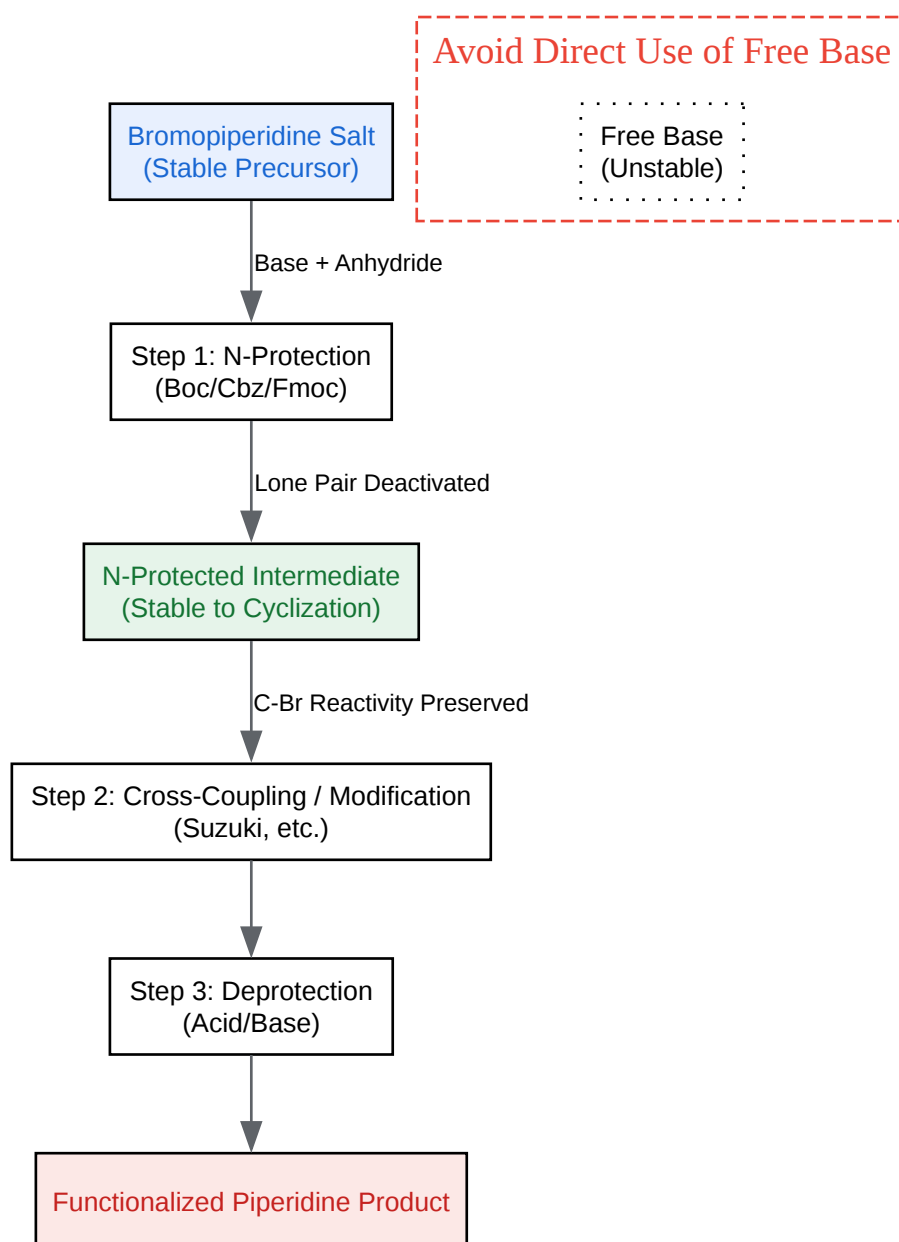 Avoid Direct Use of Free Base
Free Base
(Unstable)
Bromopiperidine Salt
(Stable Precursor)
Base + Anhydride
Step 1: N-Protection
(Boc/Cbz/Fmoc)
Lone Pair Deactivated
N-Protected Intermediate
(Stable to Cyclization)
C-Br Reactivity Preserved
Step 2: Cross-Coupling / Modification
(Suzuki, etc.)
Step 3: Deprotection
(Acid/Base)
Functionalized Piperidine Product